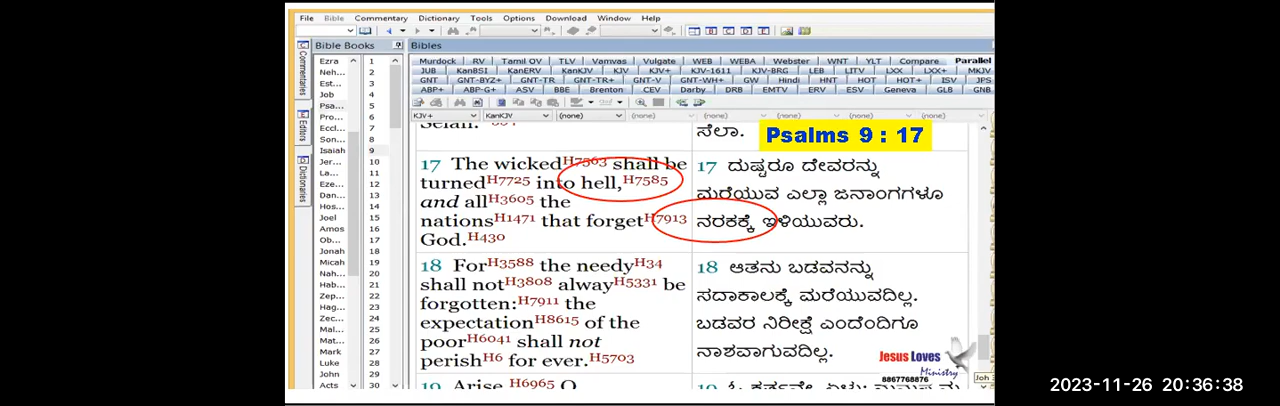 File Bible Commentary Dictionary Tools Options Download Window Help
Bible Books
Bibles
Murdock RV Tamil OV TLV Vamvas Vulgate WEB WEBA Webster WNT YLT Compare Parallel
JUB KanBSI KanERV KanKJV KJV KJV+ KJV-1611 KJV-BRG LEB LITV LXX LXX+ MKJV
GNT GNT-BYZ+ GNT-TR GNT-TR+ GNT-V GNT-WH+ GW Hindi HNT HOT HOT+ ISV JPS
ABP+ ABP-G+ ASV BBE Brenton CEV Darby DRB EMTV ERV ESV Geneva GLB GNB
KJV+ KanKJV (none) (none) (none) (none) (none) (none)
Commentaries
Editors
Dictionaries
Ezra 1
Neh... 2
Est... 3
Job 4
Psa... 5
Pro... 6
Eccl... 7
Son... 8
Isaiah 9
Jer... 10
La... 11
Eze... 12
Dan... 13
Hos... 14
Joel 15
Amos 16
Ob... 17
Jonah 18
Micah 19
Nah... 20
Hab... 21
Zep... 22
Hag... 23
Zec... 24
Mal... 25
Mat... 26
Mark 27
Luke 28
John 29
Acts 30
Selah.
ಸೆಲಾ.
Psalms 9 : 17
17 The wickedH7563 shall be
turnedH7725 into hell,H7585
and allH3605 the
nationsH1471 that forgetH7913
God.H430
17 ದುಷ್ಟರೂ ದೇವರನ್ನು
ಮರೆಯುವ ಎಲ್ಲಾ ಜನಾಂಗಗಳೂ
ನರಕಕ್ಕೆ ಇಳಿಯುವರು.
18 ForH3588 the needyH34
shall notH3808 alwayH5331 be
forgotten:H7911 the
expectationH8615 of the
poorH6041 shall not
perishH6 for ever.H5703
18 ಆತನು ಬಡವನನ್ನು
ಸದಾಕಾಲಕ್ಕೆ ಮರೆಯುವದಿಲ್ಲ.
ಬಡವರ ನಿರೀಕ್ಷೆ ಎಂದೆಂದಿಗೂ
ನಾಶವಾಗುವದಿಲ್ಲ.
19 Arise,H6965 O
Jesus Loves
Ministry
8867768876
Joh 3
2023-11-26 20:36:38